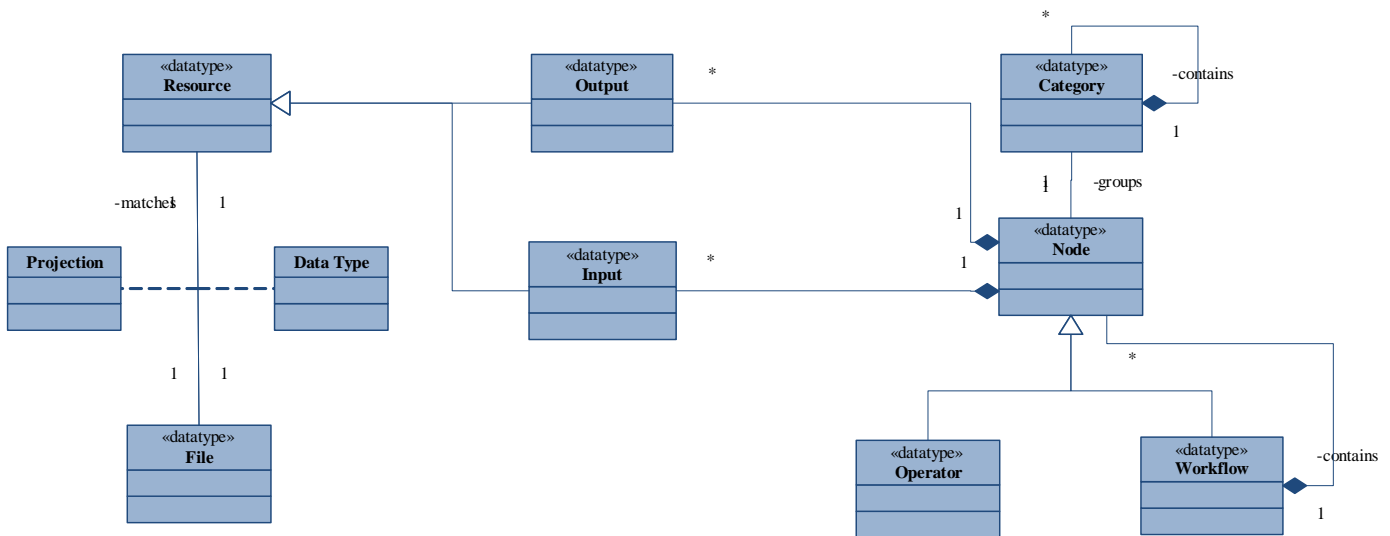 *
«datatype»
Resource
«datatype»
Output
*
«datatype»
Category
-contains
1
-matches
1
1
1
1
-groups
1
«datatype»
Node
Projection
Data Type
«datatype»
Input
*
1
1
1
«datatype»
File
*
«datatype»
Operator
«datatype»
Workflow
-contains
1